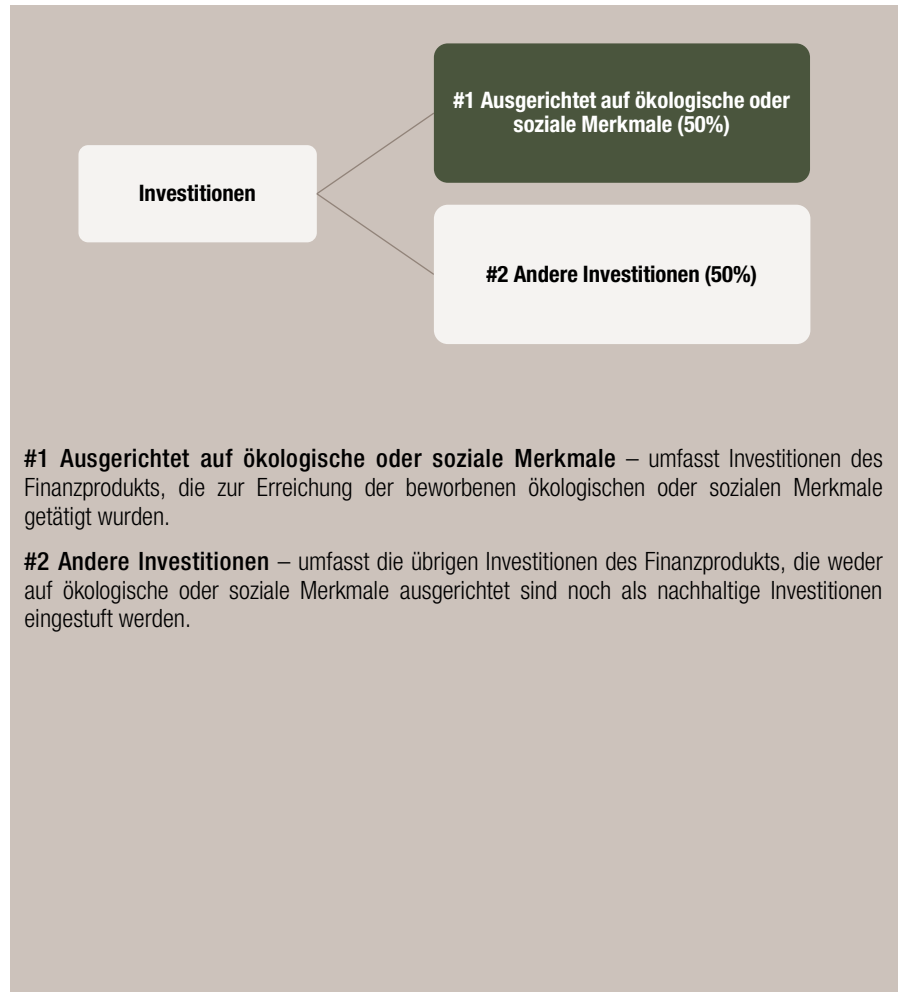 #1 Ausgerichtet auf ökologische oder
soziale Merkmale (50%)
Investitionen
#2 Andere Investitionen (50%)
#1 Ausgerichtet auf ökologische oder soziale Merkmale – umfasst Investitionen des
Finanzprodukts, die zur Erreichung der beworbenen ökologischen oder sozialen Merkmale
getätigt wurden.
#2 Andere Investitionen – umfasst die übrigen Investitionen des Finanzprodukts, die weder
auf ökologische oder soziale Merkmale ausgerichtet sind noch als nachhaltige Investitionen
eingestuft werden.